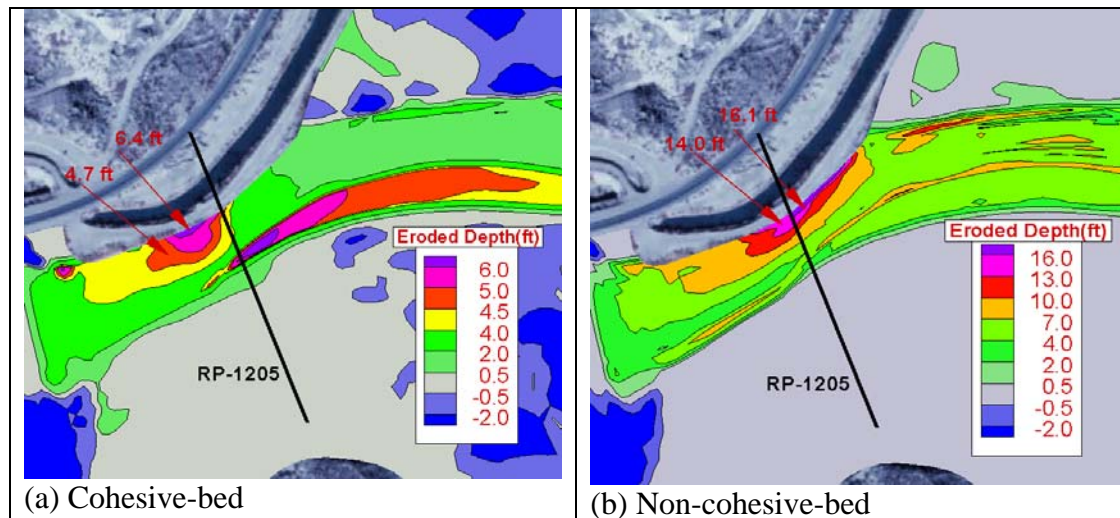 6.4 ft
4.7 ft
RP-1205
Eroded Depth(ft)
6.0
5.0
4.5
4.0
2.0
0.5
-0.5
-2.0
(a) Cohesive-bed
16.1 ft
14.0 ft
RP-1205
Eroded Depth(ft)
16.0
13.0
10.0
7.0
4.0
2.0
0.5
-0.5
-2.0
(b) Non-cohesive-bed